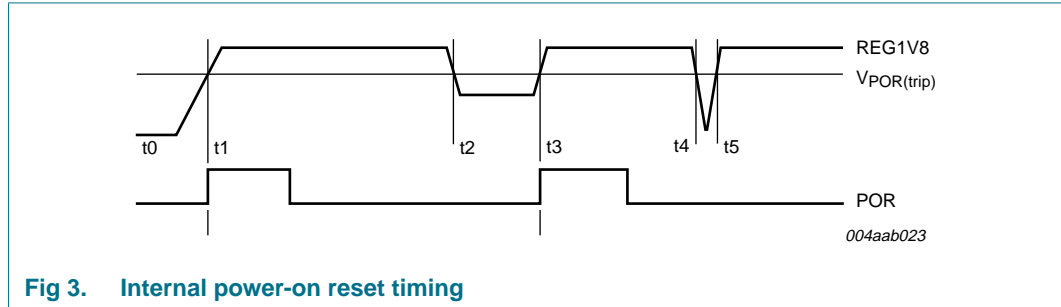 REG1V8
VPOR(trip)
t0 t1 t2 t3 t4 t5
POR
004aab023
Fig 3. Internal power-on reset timing